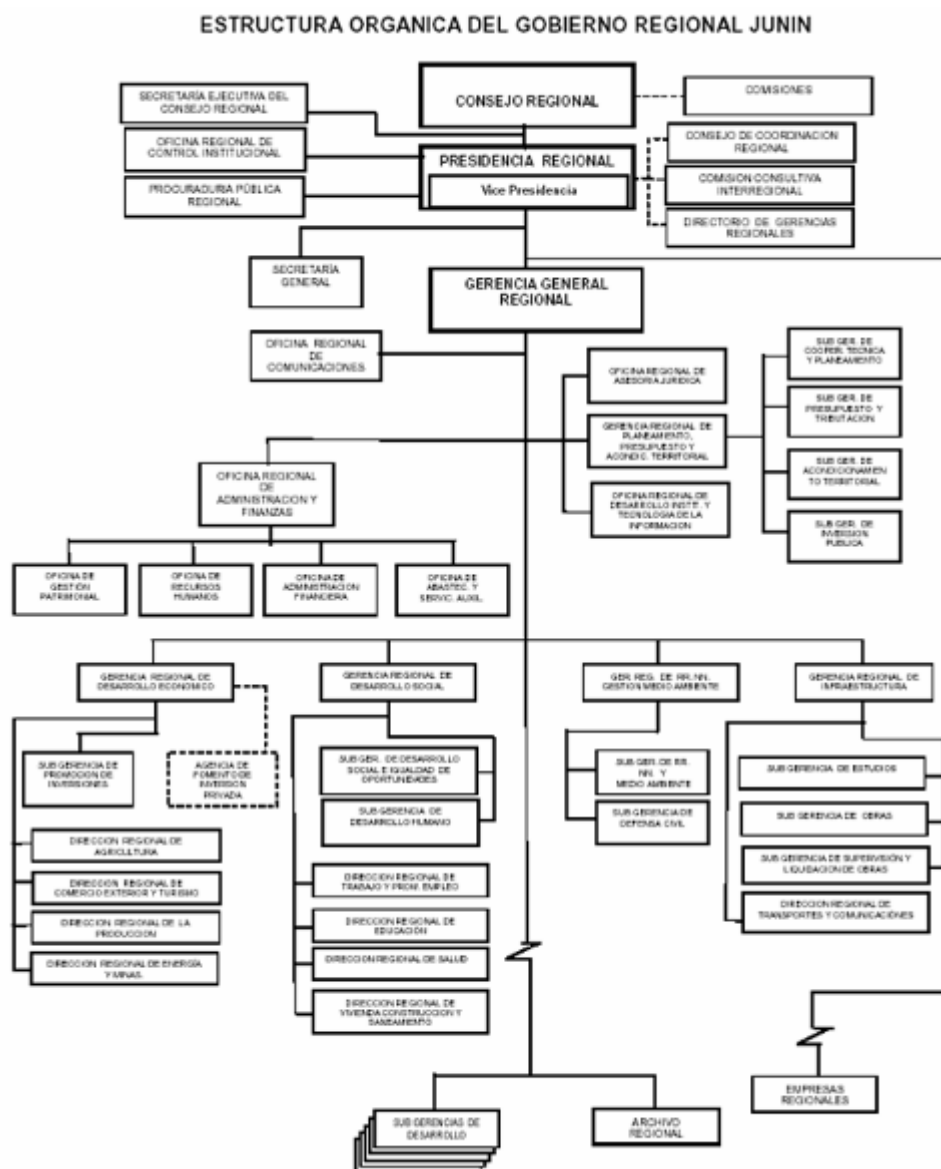 ESTRUCTURA ORGANICA DEL GOBIERNO REGIONAL JUNIN
CONSEJO REGIONAL
COMISIONES
SECRETARÍA EJECUTIVA DEL
CONSEJO REGIONAL
OFICINA REGIONAL DE
CONTROL INSTITUCIONAL
PROCURADURIA PÚBLICA
REGIONAL
PRESIDENCIA REGIONAL
Vice Presidencia
CONSEJO DE COORDINACION
REGIONAL
COMISION CONSULTIVA
INTERREGIONAL
DIRECTORIO DE GERENCIAS
REGIONALES
SECRETARÍA
GENERAL
GERENCIA GENERAL
REGIONAL
OFICINA REGIONAL
DE
COMUNICACIONES
OFICINA REGIONAL DE
ASESORIA JURIDICA
GERENCIA REGIONAL DE
PLANEAMENTO,
PRESUPUESTO Y
ACONDIC. TERRITORIAL
OFICINA REGIONAL DE
DESARROLLO INSTIT. Y
TECNOLOGIA DE LA
INFORMACION
SUB GER. DE
COOPER. TECNICA
Y PLANEAMENTO
SUB GER. DE
PRESUPUESTO Y
TRIBUTACION.
SUB GER. DE
ACONDICIONAMIEN
TO TERRITORIAL
SUB GER. DE
INVERSION
PUBLICA
OFICINA REGIONAL
DE
ADMINISTRACION Y
FINANZAS
OFICINA DE
GESTIÓN
PATRIMONIAL
OFICINA DE
RECURSOS
HUMANOS
OFICINA DE
ADMINISTRACION
FINANCIERA
OFICINA DE
ABASTEC. Y
SERVIC. AUXIL.
GERENCIA REGIONAL DE
DESARROLLO ECONOMICO
SUB GERENCIA DE
PROMOCION DE
INVERSIONES
AGENCIA DE
FOMENTO DE
INVERSION
PRIVADA
DIRECCION REGIONAL DE
AGRICULTURA
DIRECCION REGIONAL DE
COMERCIO EXTERIOR Y TURISMO
DIRECCION REGIONAL DE LA
PRODUCCION
DIRECCION REGIONAL DE ENERGÍA
Y MINAS.
GERENCIA REGIONAL DE
DESARROLLO SOCIAL
SUB GER. DE DESARROLLO
SOCIAL E IGUALDAD DE
OPORTUNIDADES
SUB GERENCIA DE
DESARROLLO HUMANO
DIRECCION REGIONAL DE
TRABAJO Y PROM. EMPLEO
DIRECCION REGIONAL DE
EDUCACIÓN
DIRECCION REGIONAL DE SALUD
DIRECCION REGIONAL DE
VIVIENDA CONSTRUCCION Y
SANEAMENTO
GER. REG. DE RR. NN.
GESTION MEDIO AMBIENTE
SUB GER. DE RR.
NN. Y
MEDIO AMBIENTE
SUB GERENCIA DE
DEFENSA CIVIL
GERENCIA REGIONAL DE
INFRAESTRUCTURA
SUB GERENCIA DE ESTUDIOS
SUB GERENCIA DE OBRAS
SUB GERENCIA DE SUPERVISIÓN Y
LIQUIDACION DE OBRAS
DIRECCION REGIONAL DE
TRANSPORTES Y COMUNICACIÓNES
SUB GERENCIAS DE
DESARROLLO
ARCHIVO
REGIONAL
EMPRESAS
REGIONALES